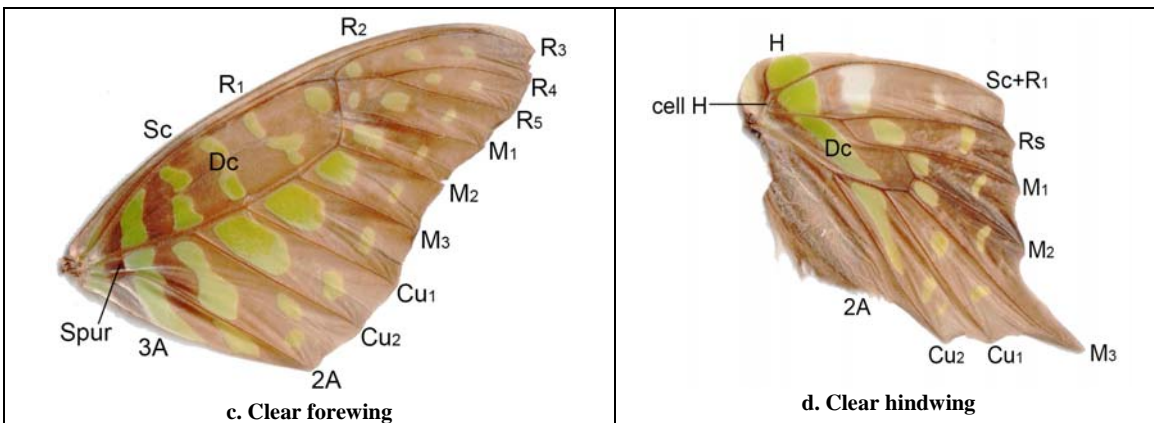 R2
R3
R1
R4
R5
Sc
M1
Dc
M2
M3
Cu1
Spur
3A
Cu2
2A
c. Clear forewing
H
Sc+R1
cell H
Rs
Dc
M1
M2
2A
Cu2
Cu1
M3
d. Clear hindwing